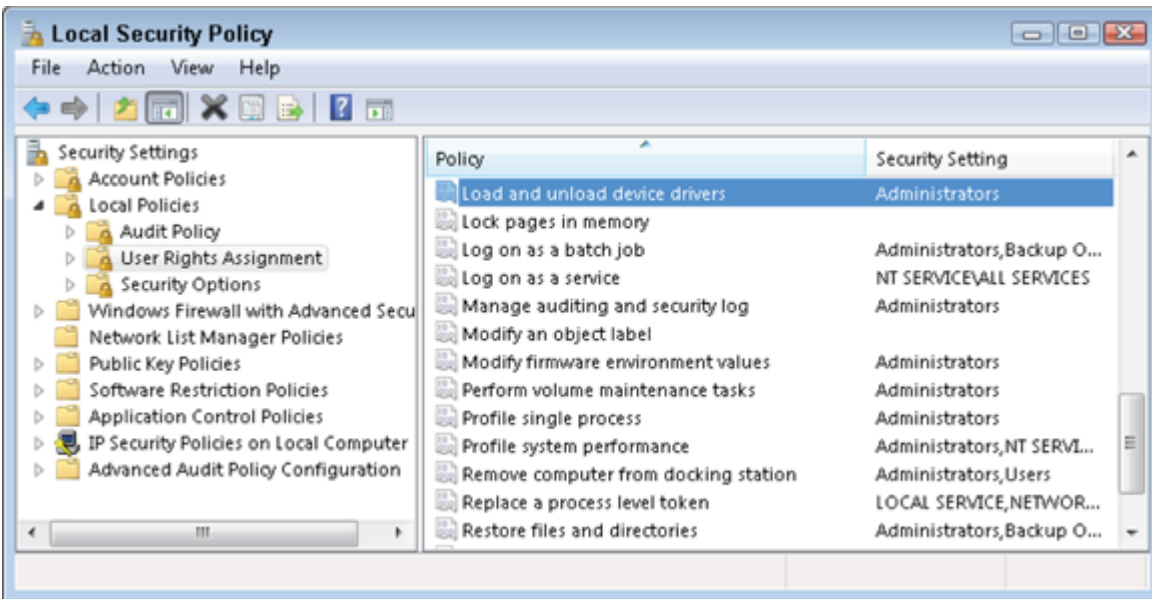 Local Security Policy
File Action View Help
Security Settings
Account Policies
Local Policies
Audit Policy
User Rights Assignment
Security Options
Windows Firewall with Advanced Secu
Network List Manager Policies
Public Key Policies
Software Restriction Policies
Application Control Policies
IP Security Policies on Local Computer
Advanced Audit Policy Configuration
Policy Security Setting
Load and unload device drivers Administrators
Lock pages in memory
Log on as a batch job Administrators,Backup O...
Log on as a service NT SERVICE\ALL SERVICES
Manage auditing and security log Administrators
Modify an object label
Modify firmware environment values Administrators
Perform volume maintenance tasks Administrators
Profile single process Administrators
Profile system performance Administrators,NT SERVI...
Remove computer from docking station Administrators,Users
Replace a process level token LOCAL SERVICE,NETWOR...
Restore files and directories Administrators,Backup O...